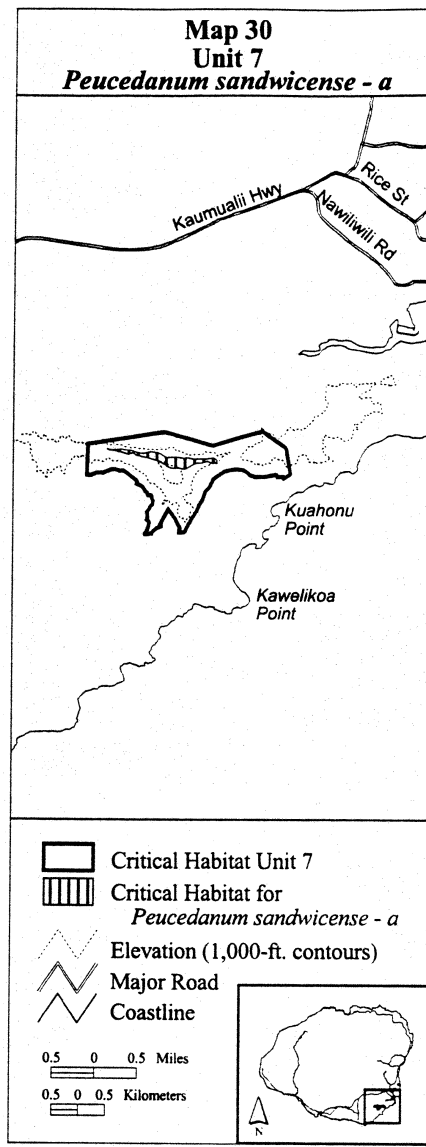 Map 30
Unit 7
Peucedanum sandwicense - a
Kaumualii Hwy
Rice St
Nawiliwili Rd
Kuahonu
Point
Kawelikoa
Point
Critical Habitat Unit 7
Critical Habitat for
Peucedanum sandwicense - a
Elevation (1,000-ft. contours)
Major Road
Coastline
0.5 0 0.5 Miles
0.5 0 0.5 Kilometers
N